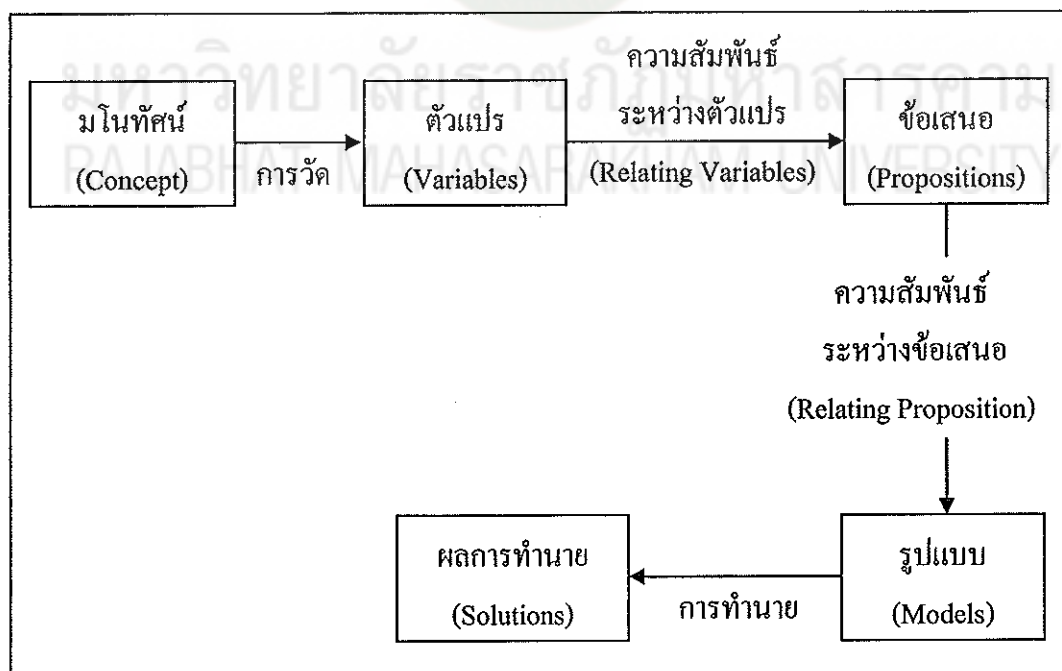 มหาวิทยาลัยราชภัฏมหาสารคาม
RAJABHAT MAHASARAKHAM UNIVERSITY
มโนทัศน์
(Concept)
การวัด
ตัวแปร
(Variables)
ความสัมพันธ์
ระหว่างตัวแปร
(Relating Variables)
ข้อเสนอ
(Propositions)
ความสัมพันธ์
ระหว่างข้อเสนอ
(Relating Proposition)
รูปแบบ
(Models)
การทำนาย
ผลการทำนาย
(Solutions)